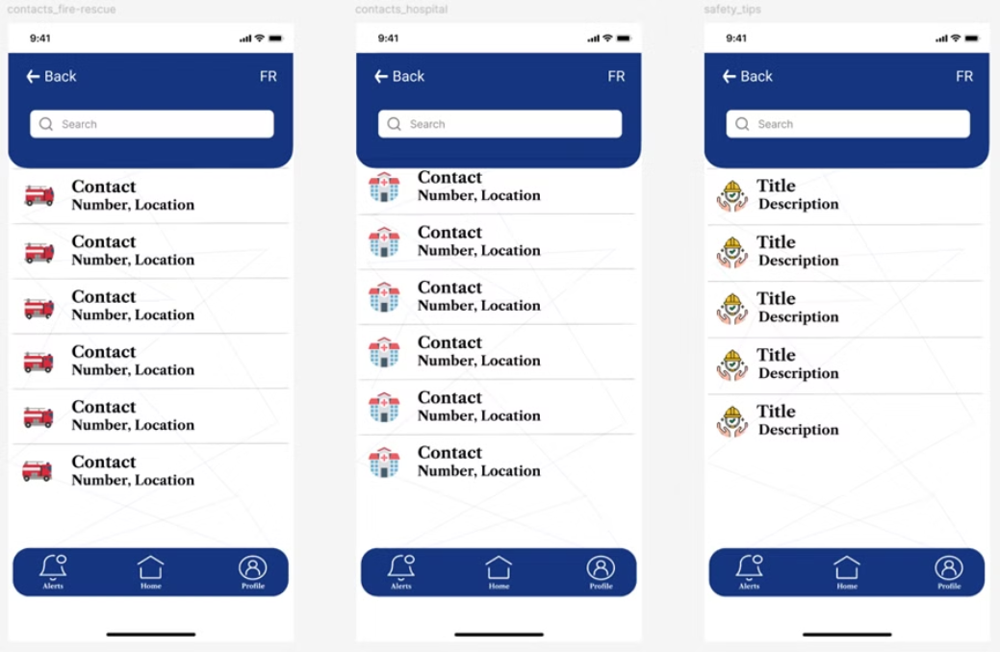 contacts_fire-rescue
9:41
Back
FR
Search
Contact
Number, Location
Contact
Number, Location
Contact
Number, Location
Contact
Number, Location
Contact
Number, Location
Contact
Number, Location
Alerts
Home
Profile
contacts_hospital
9:41
Back
FR
Search
Contact
Number, Location
Contact
Number, Location
Contact
Number, Location
Contact
Number, Location
Contact
Number, Location
Contact
Number, Location
Alerts
Home
Profile
safety_tips
9:41
Back
FR
Search
Title
Description
Title
Description
Title
Description
Title
Description
Title
Description
Alerts
Home
Profile